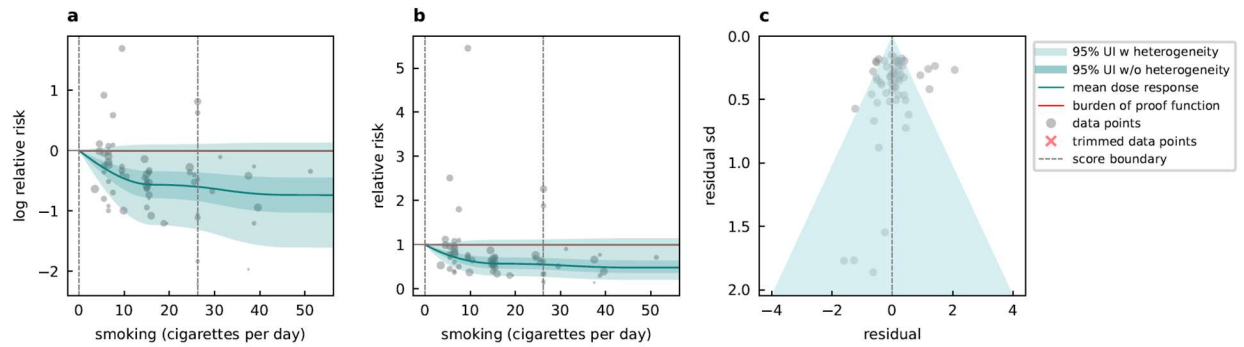 a
1
0
−1
−2
log relative risk
0
10
20
30
40
50
smoking (cigarettes per day)
b
5
4
3
2
1
0
relative risk
0
10
20
30
40
50
smoking (cigarettes per day)
c
0.0
0.5
1.0
1.5
2.0
residual sd
−4
−2
0
2
4
residual
95% UI w heterogeneity
95% UI w/o heterogeneity
mean dose response
burden of proof function
data points
trimmed data points
score boundary